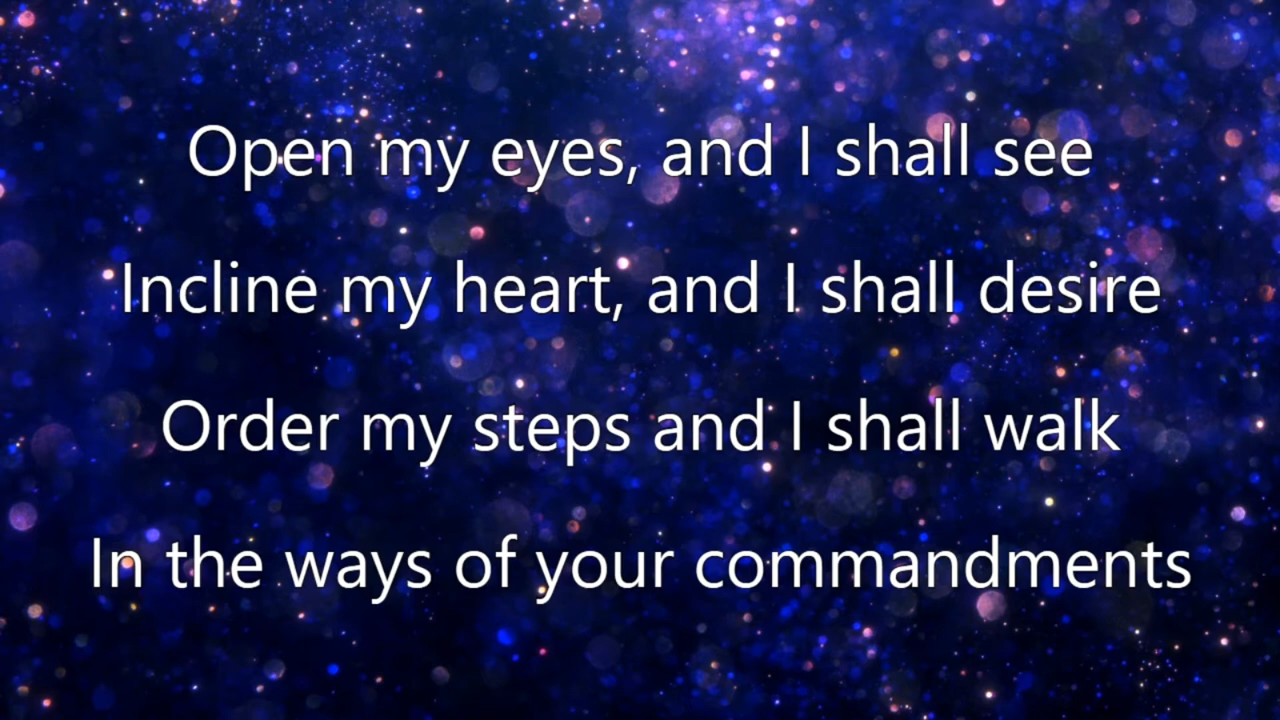 Open my eyes, and I shall see
Incline my heart, and I shall desire
Order my steps and I shall walk
In the ways of your commandments